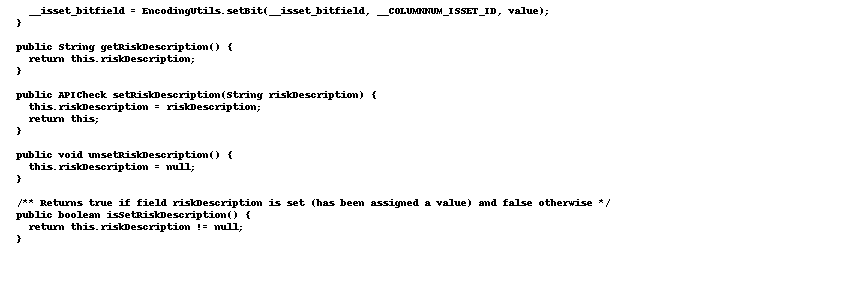 __isset_bitfield = EncodingUtils.setBit(__isset_bitfield, __COLUMNNUM_ISSET_ID, value);
}
public String getRiskDescription() {
return this.riskDescription;
}
public APICheck setRiskDescription(String riskDescription) {
this.riskDescription = riskDescription;
return this;
}
public void unsetRiskDescription() {
this.riskDescription = null;
}
/** Returns true if field riskDescription is set (has been assigned a value) and false otherwise */
public boolean isSetRiskDescription() {
return this.riskDescription != null;
}